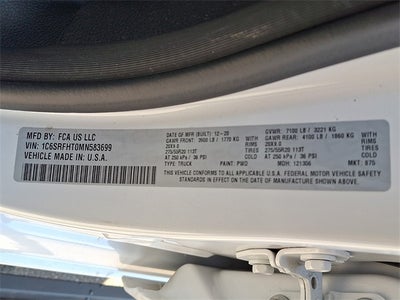 MFD BY: FCA US LLC
VIN: 1C6SRFHT0MN583699
VEHICLE MADE IN U.S.A.
DATE OF MFR (BUILT) 12-20
GAWR FRONT: 3900 LB / 1770 KG
WITH
20X9.0 RIMS
275/55R20 113T TIRES
AT 250 kPa / 36 PSI COLD
TYPE: TRUCK PAINT: PW7
GVWR: 7100 LB / 3221 KG
GAWR REAR: 4100 LB / 1860 KG
WITH
20X9.0 RIMS
275/55R20 113T TIRES
AT 250 kPa / 36 PSI COLD
MDH: 121306 MKT: 875
THIS VEHICLE CONFORMS TO ALL APPLICABLE U.S.A. FEDERAL MOTOR VEHICLE SAFETY STANDARDS IN
EFFECT ON THE DATE OF MANUFACTURE SHOWN ABOVE